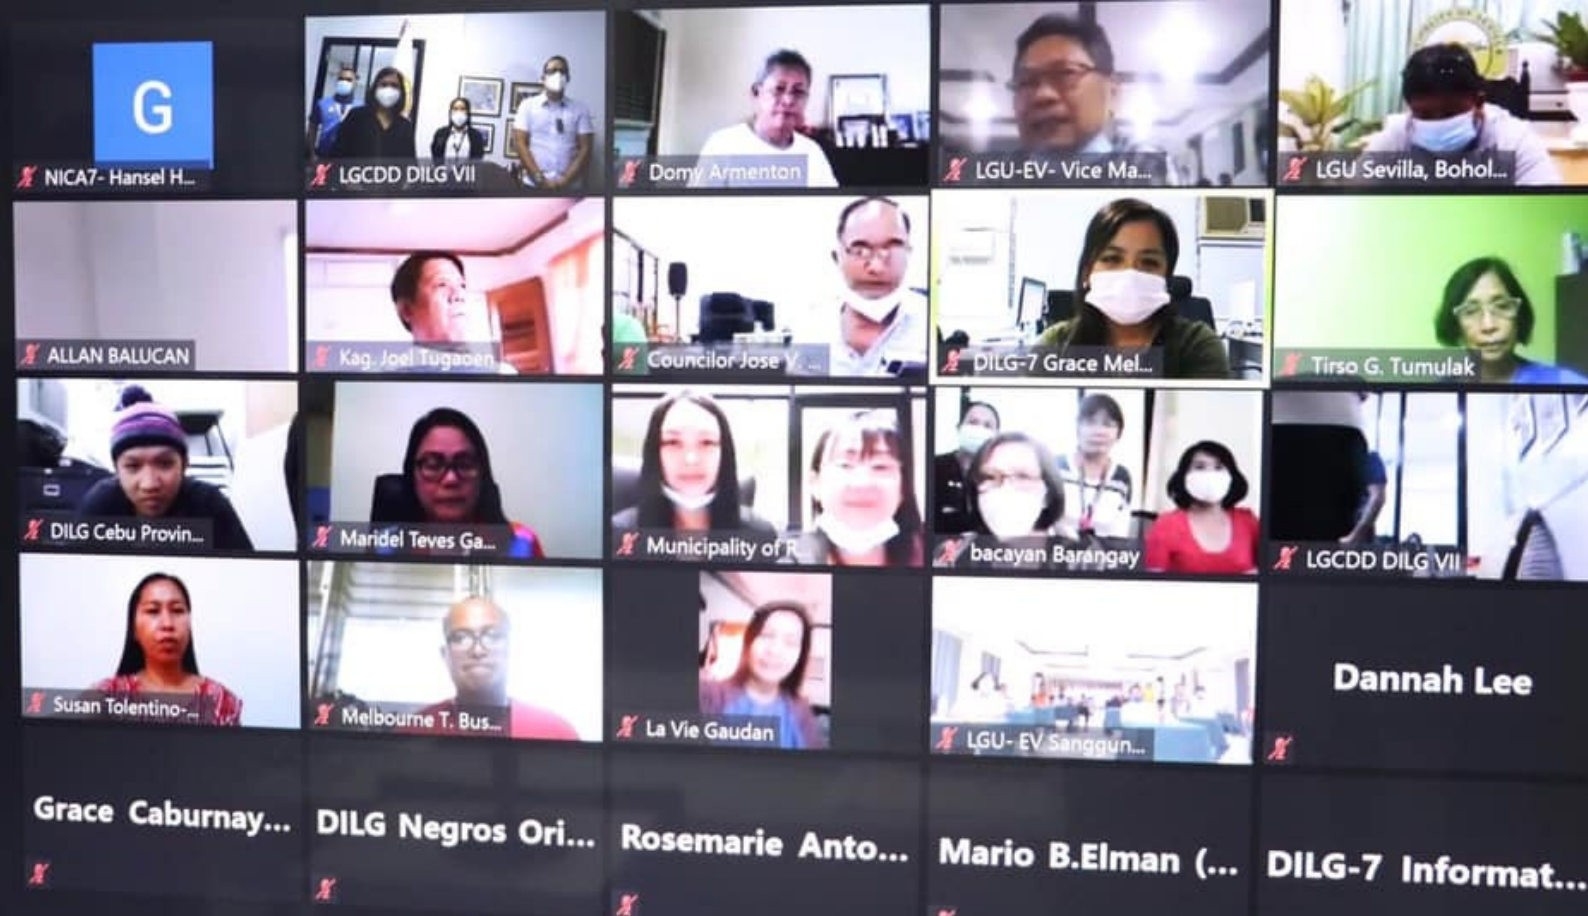 G
NICA7- Hansel H...
LGCDD DILG VII
Domy Armenton
LGU-EV- Vice Ma...
LGU Sevilla, Bohol...
ALLAN BALUCAN
Kag. Joel Tugaoen
Councilor Jose V. ...
DILG-7 Grace Mel...
Tirso G. Tumulak
DILG Cebu Provin...
Maridel Teves Ga...
Municipality of R
bacayan Barangay
LGCDD DILG VII
Susan Tolentino-...
Melbourne T. Bus...
La Vie Gaudan
LGU- EV Sanggun...
Dannah Lee
Grace Caburnay...
DILG Negros Ori...
Rosemarie Anto...
Mario B.Elman (...
DILG-7 Informat...